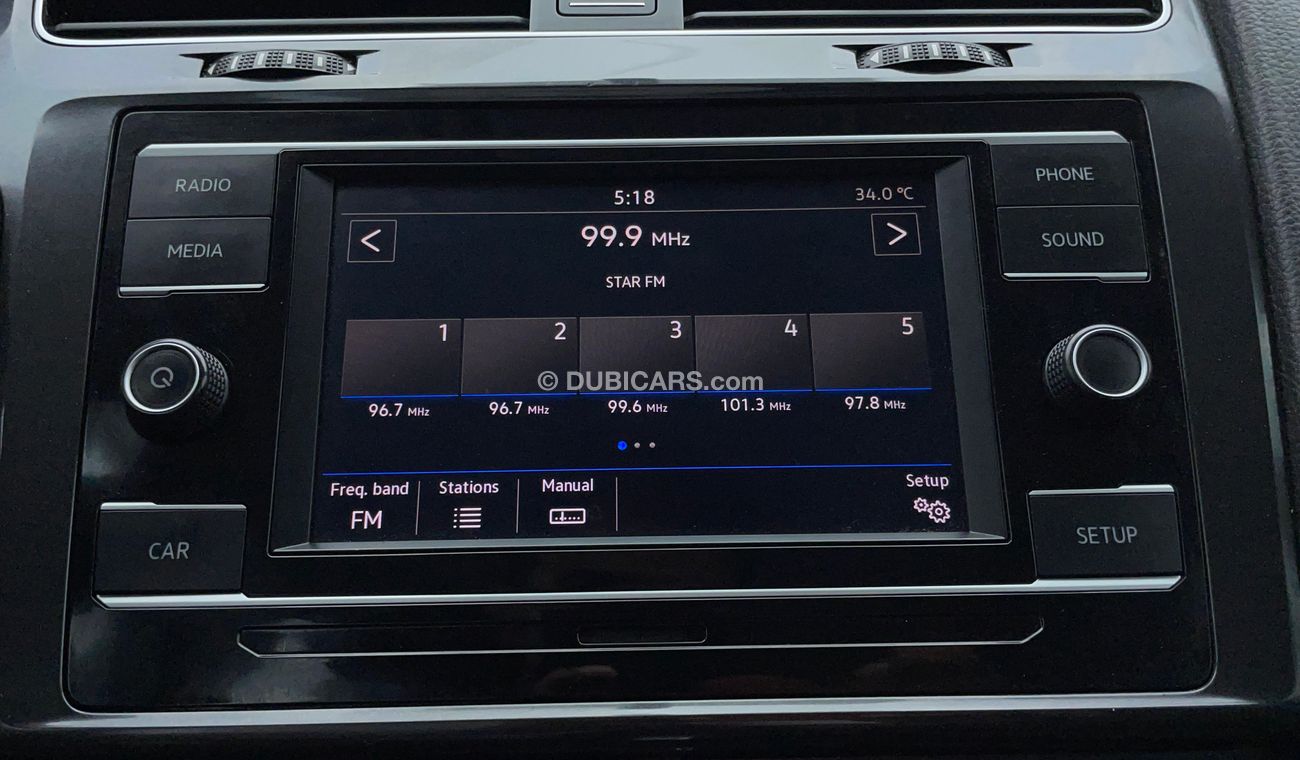 RADIO
MEDIA
CAR
5:18
34.0 °C
<
99.9 MHz
>
STAR FM
1 2 3 4 5
© DUBICARS.com
96.7 MHz 96.7 MHz 99.6 MHz 101.3 MHz 97.8 MHz
Freq. band Stations Manual Setup
FM
PHONE
SOUND
SETUP